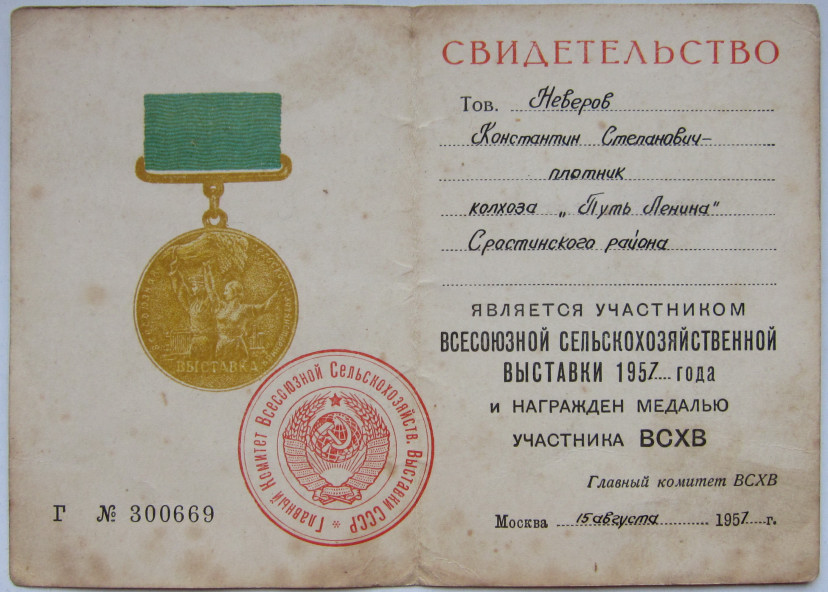 ВЫСТАВКА
Г № 300669
Главный Комитет Всесоюзной Сельскохозяйств. Выставки СССР *
СВИДЕТЕЛЬСТВО
Тов. Неверов
Константин Степанович-
плотник
колхоза „Путь Ленина"
Сростинского района
ЯВЛЯЕТСЯ УЧАСТНИКОМ
ВСЕСОЮЗНОЙ СЕЛЬСКОХОЗЯЙСТВЕННОЙ
ВЫСТАВКИ 1957 года
и НАГРАЖДЕН МЕДАЛЬЮ
УЧАСТНИКА ВСХВ
Главный комитет ВСХВ
Москва 15 августа 1957 г.